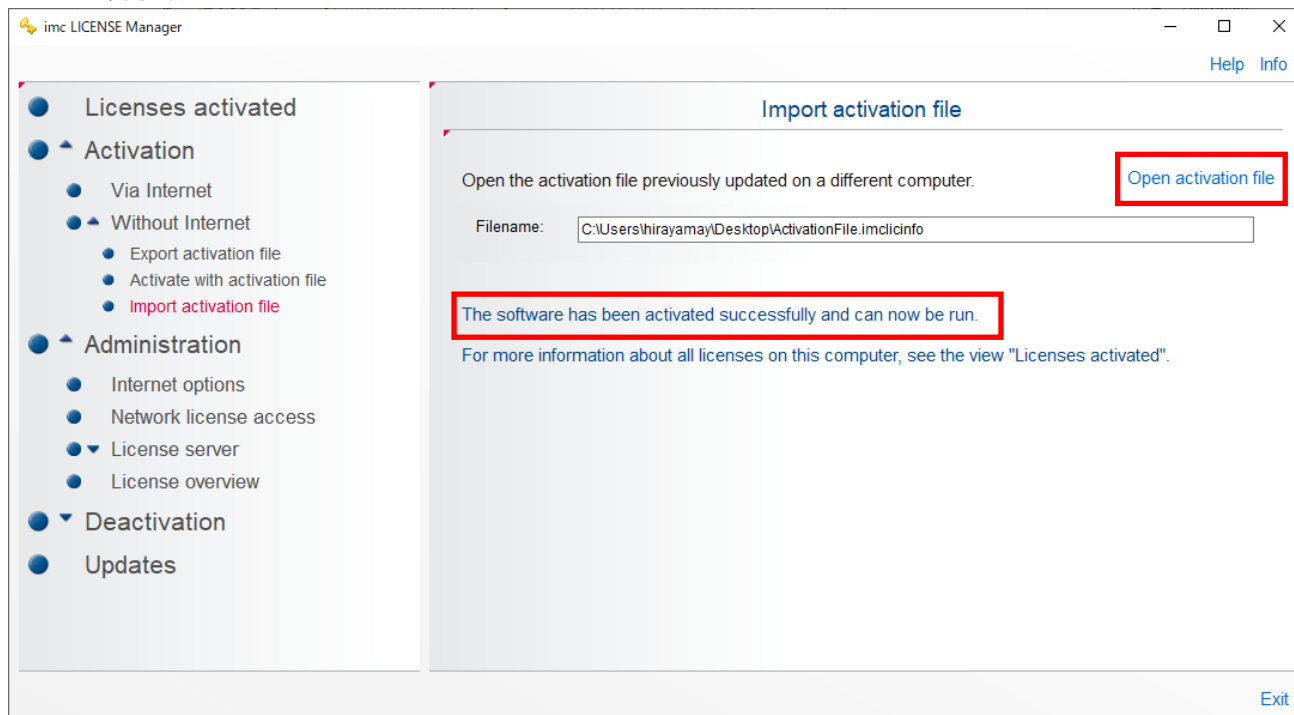 imc LICENSE Manager
Help Info
Licenses activated
Activation
Via Internet
Without Internet
Export activation file
Activate with activation file
Import activation file
Administration
Internet options
Network license access
License server
License overview
Deactivation
Updates
Import activation file
Open the activation file previously updated on a different computer.
Open activation file
Filename:
C:\Users\hirayamay\Desktop\ActivationFile.imclicinfo
The software has been activated successfully and can now be run.
For more information about all licenses on this computer, see the view "Licenses activated".
Exit